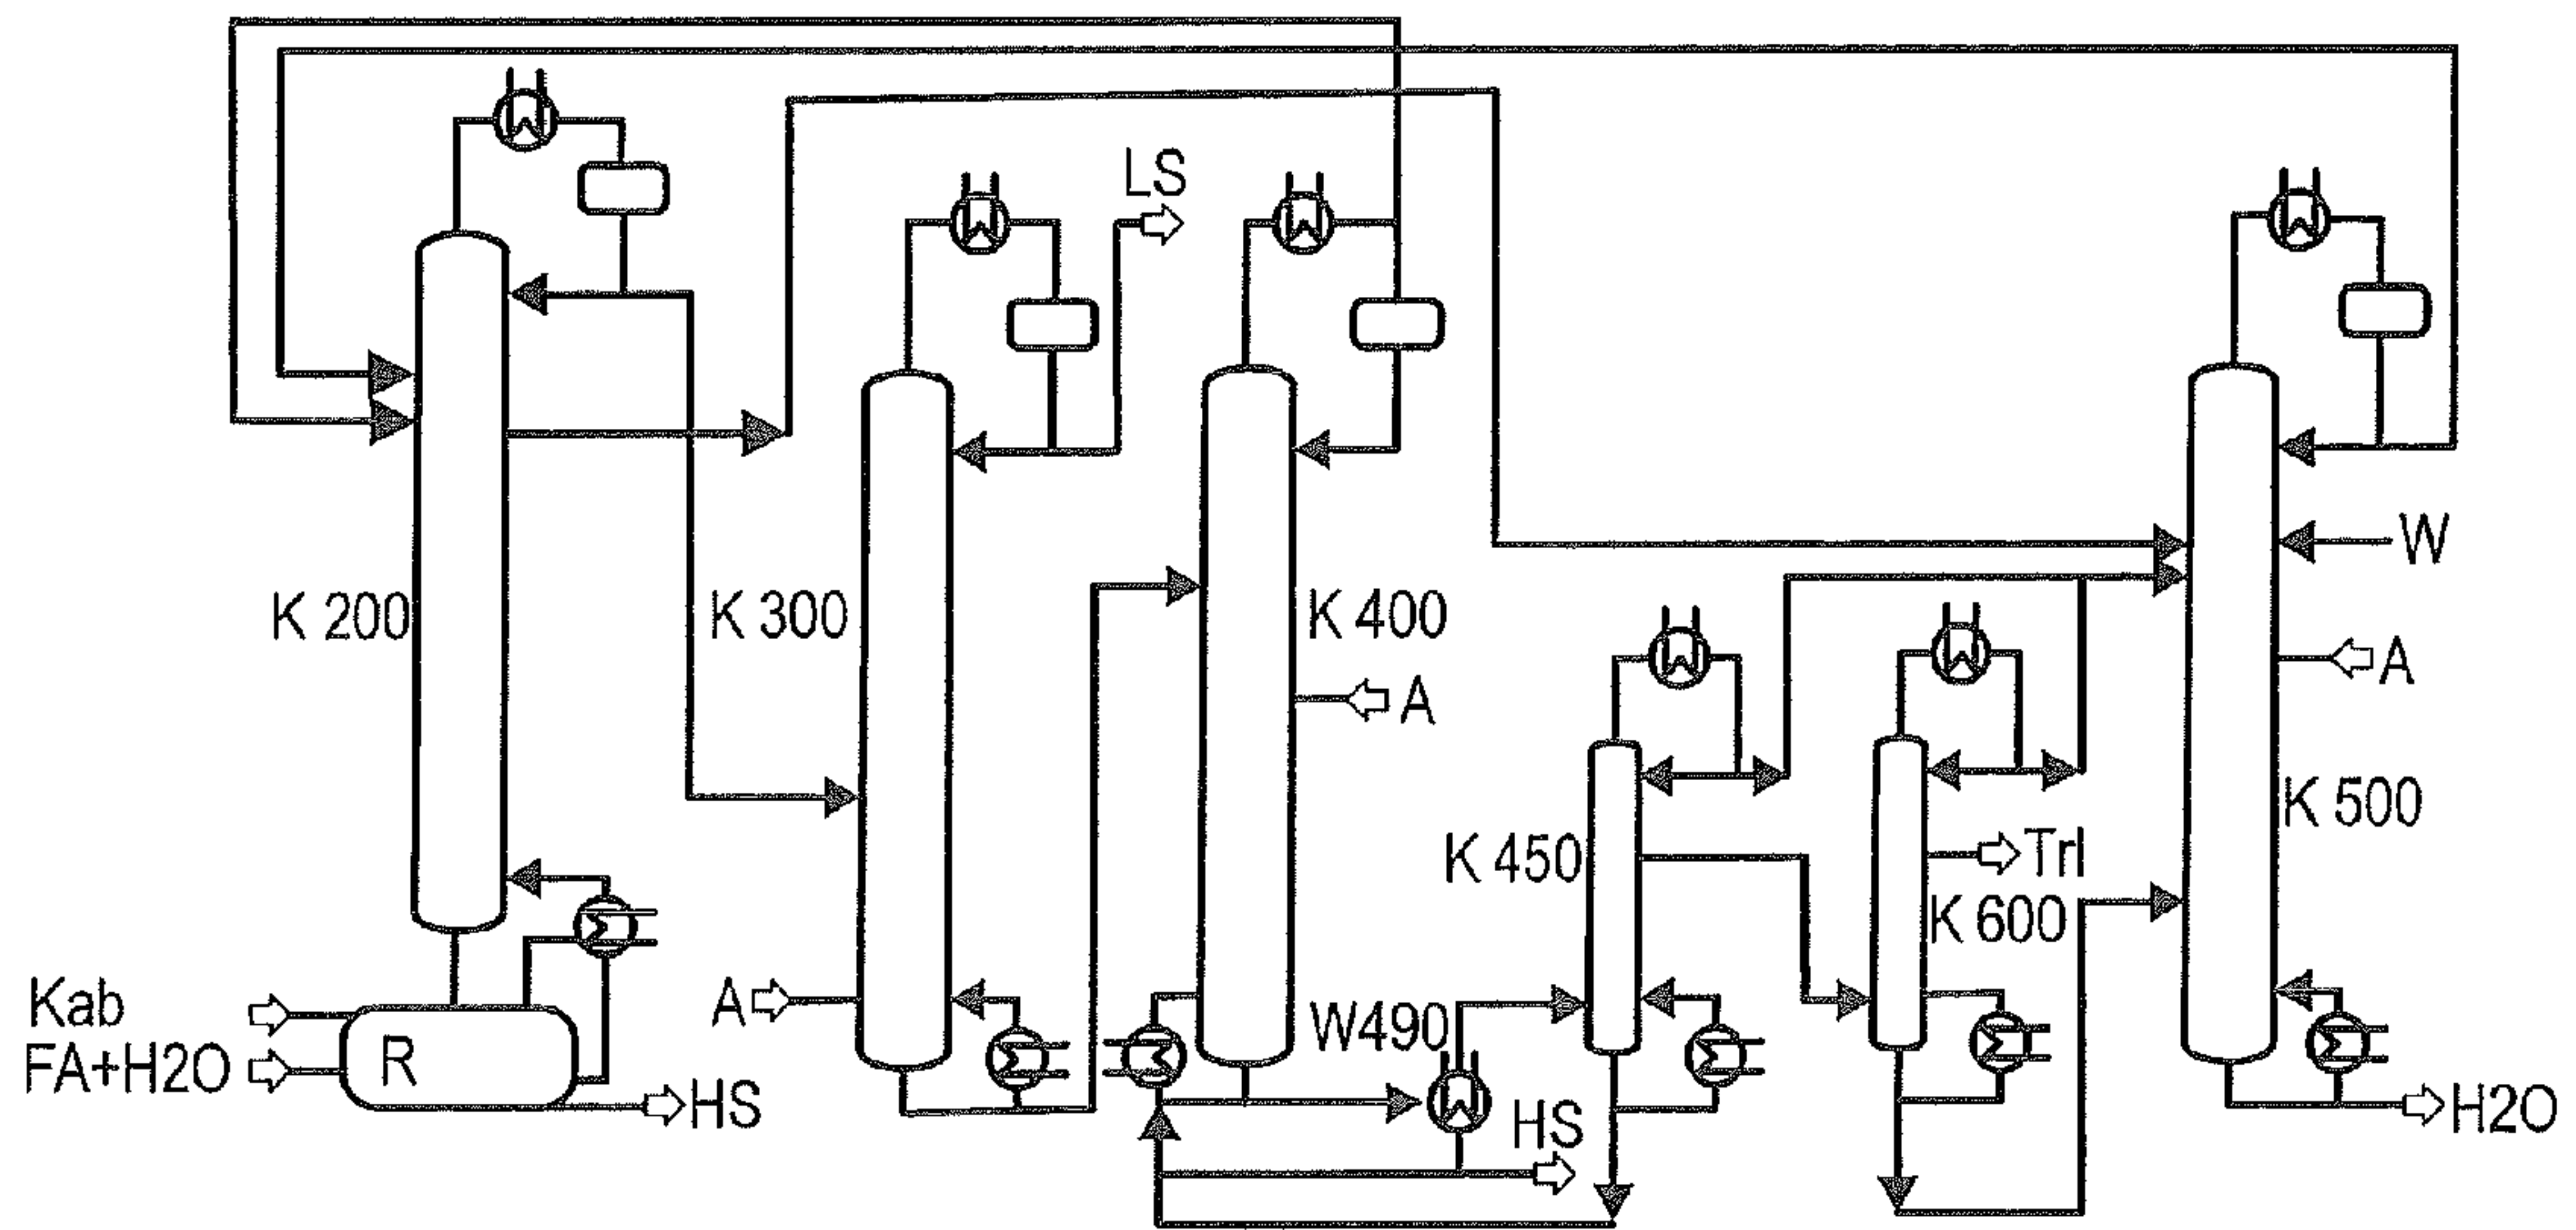 LS
W
K 200
K 300
K 400
A
A
K 450
Trl
K 500
K 600
Kab
A
W490
FA+H2O
R
HS
HS
H2O